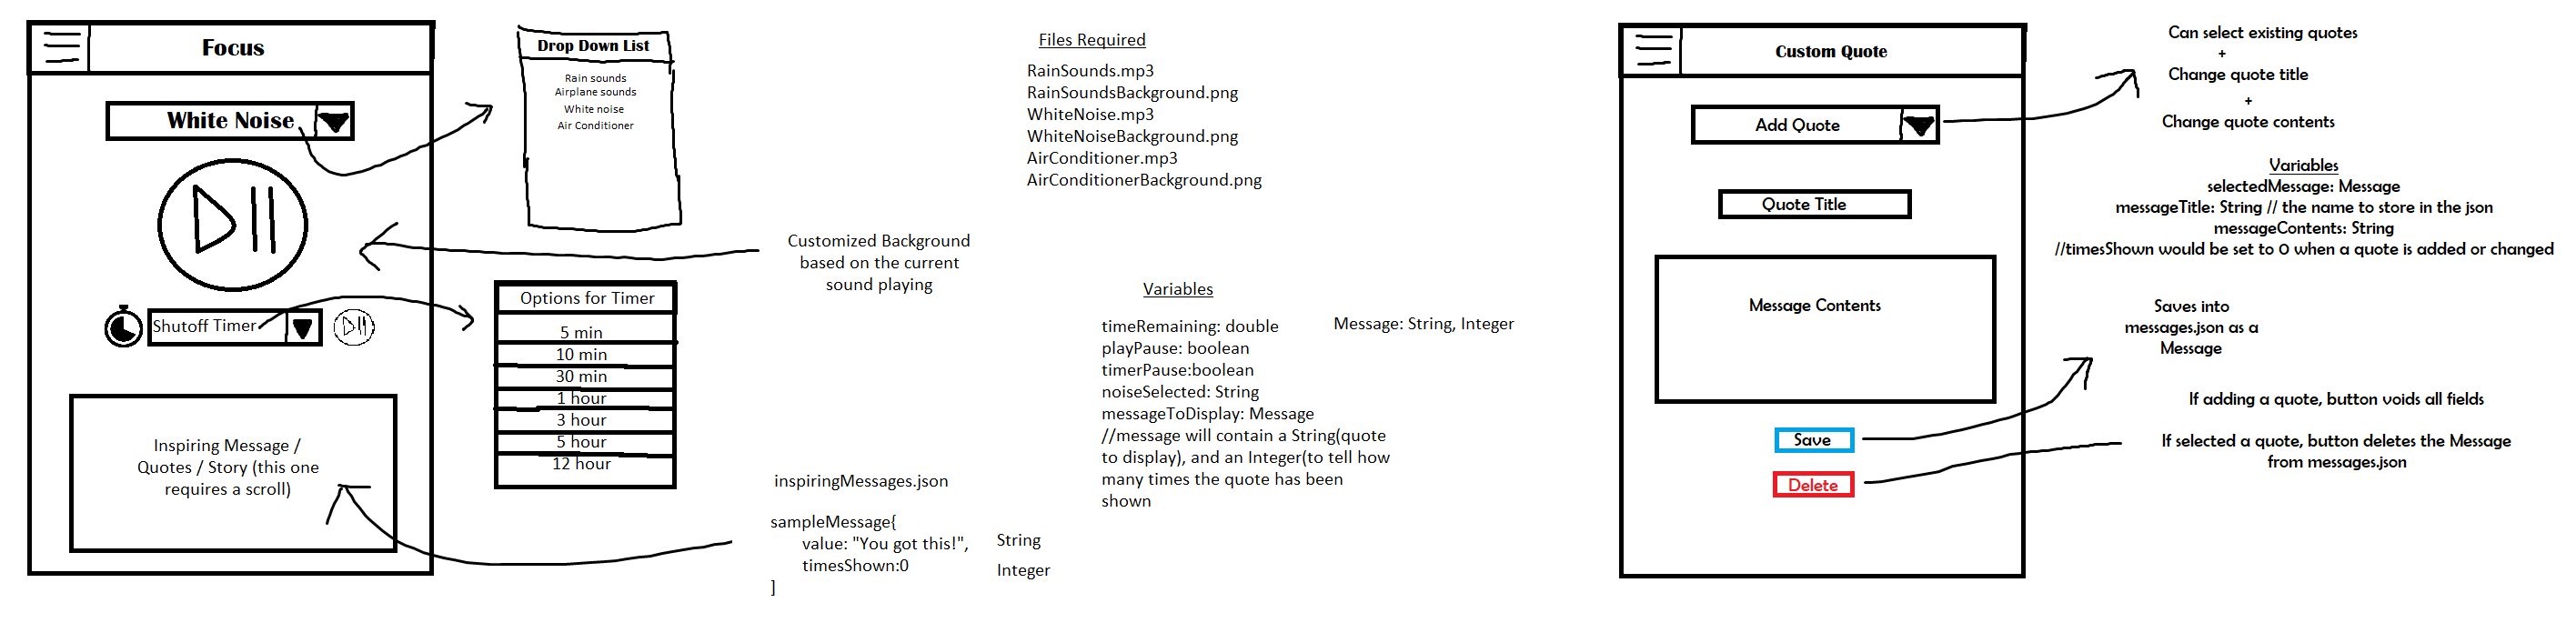 Focus
White Noise
Shutoff Timer
Inspiring Message /
Quotes / Story (this one
requires a scroll)
Drop Down List
Rain sounds
Airplane sounds
White noise
Air Conditioner
Customized Background
based on the current
sound playing
Options for Timer
5 min
10 min
30 min
1 hour
3 hour
5 hour
12 hour
inspiringMessages.json
sampleMessage{
value: "You got this!",
timesShown:0
]
String
Integer
Files Required
RainSounds.mp3
RainSoundsBackground.png
WhiteNoise.mp3
WhiteNoiseBackground.png
AirConditioner.mp3
AirConditionerBackground.png
Variables
timeRemaining: double
playPause: boolean
timerPause:boolean
noiseSelected: String
messageToDisplay: Message
//message will contain a String(quote
to display), and an Integer(to tell how
many times the quote has been
shown
Message: String, Integer
Custom Quote
Add Quote
Quote Title
Message Contents
Save
Delete
Can select existing quotes
+
Change quote title
+
Change quote contents
Variables
selectedMessage: Message
messageTitle: String // the name to store in the json
messageContents: String
//timesShown would be set to 0 when a quote is added or changed
Saves into
messages.json as a
Message
If adding a quote, button voids all fields
If selected a quote, button deletes the Message
from messages.json